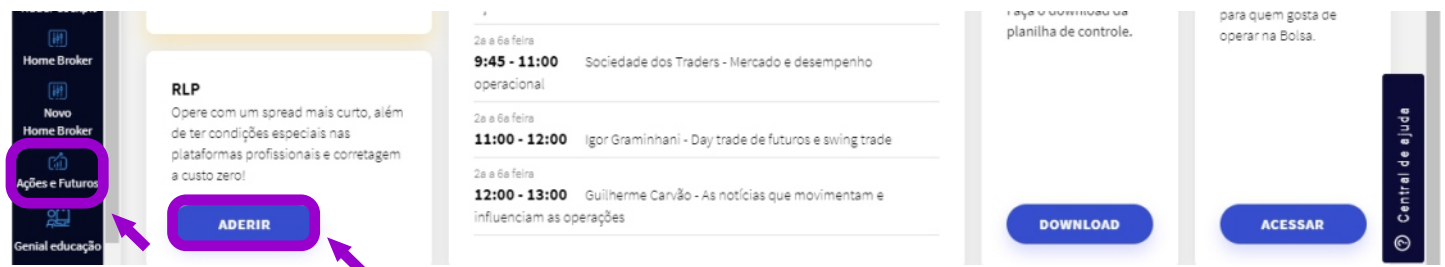 Home Broker
Novo
Home Broker
Ações e Futuros
Genial educação
RLP
Opere com um spread mais curto, além
de ter condições especiais nas
plataformas profissionais e corretagem
a custo zero!
ADERIR
2a a 6a feira
9:45 - 11:00 Sociedade dos Traders - Mercado e desempenho
operacional
2a a 6a feira
11:00 - 12:00 Igor Graminhani - Day trade de futuros e swing trade
2a a 6a feira
12:00 - 13:00 Guilherme Carvão - As notícias que movimentam e
influenciam as operações
Faça o download da
planilha de controle.
DOWNLOAD
para quem gosta de
operar na Bolsa.
ACESSAR
Central de ajuda